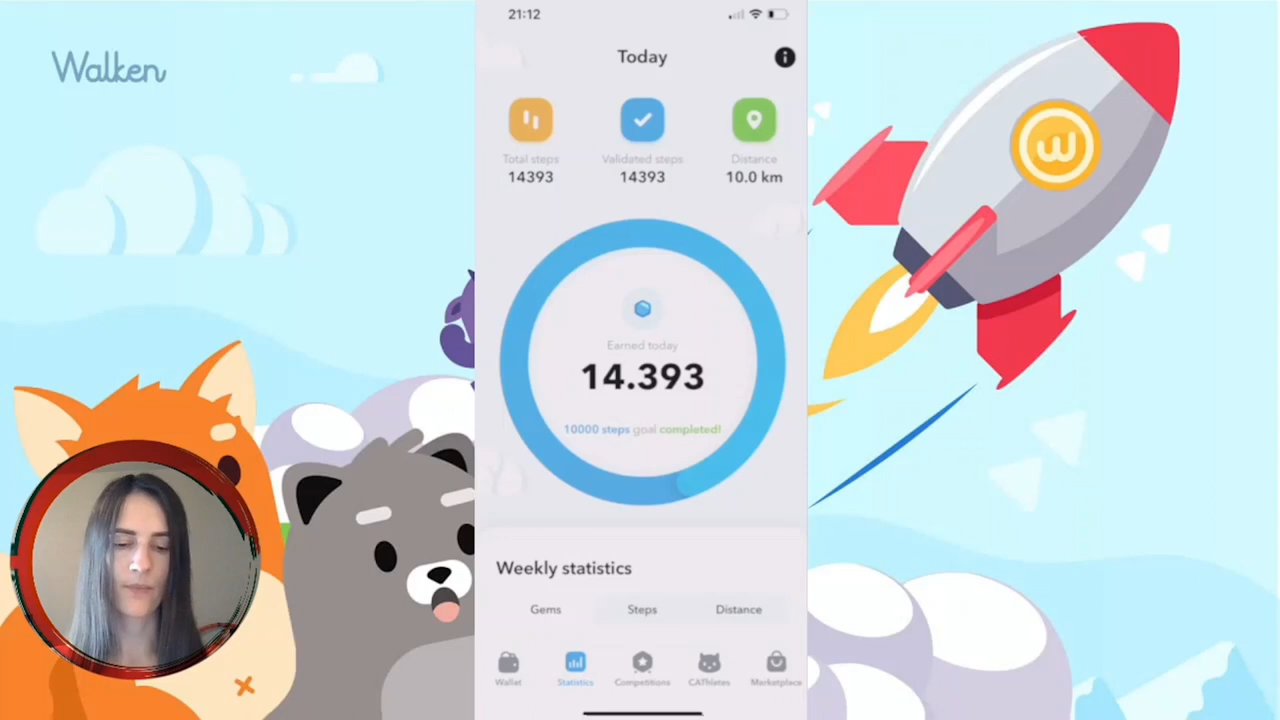 Walken
21:12
Today
Total steps
14393
Validated steps
14393
Distance
10.0 km
W
Earned today
14.393
10000 steps goal completed!
Weekly statistics
Gems Steps Distance
Wallet Statistics Competitions CAThletes Marketplace